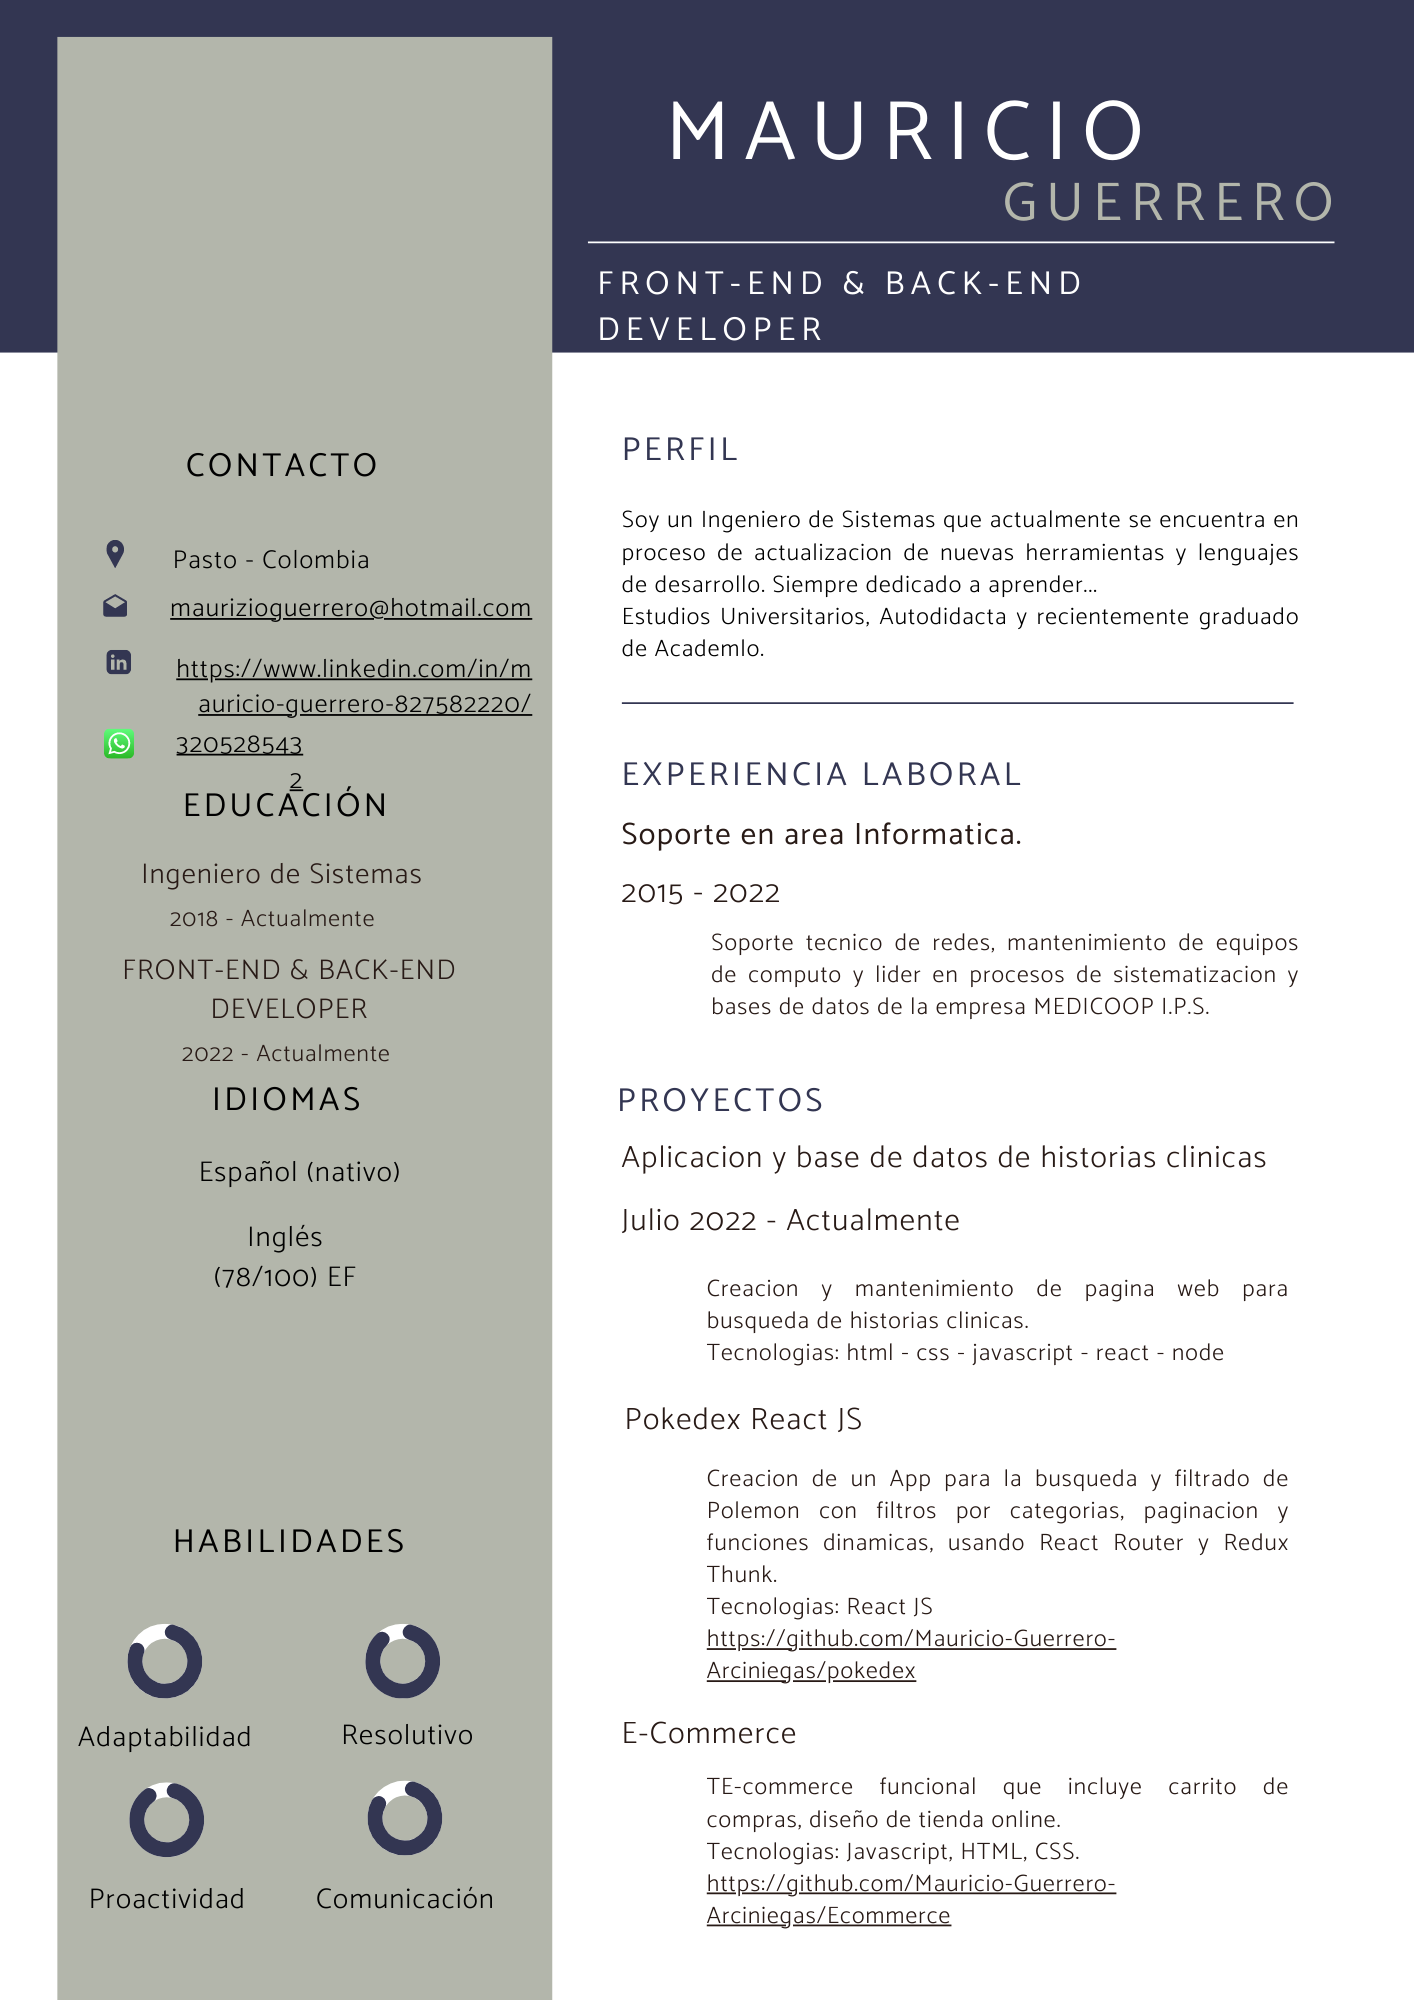 MAURICIO
GUERRERO
FRONT-END & BACK-END
DEVELOPER
CONTACTO
Pasto - Colombia
maurizioguerrero@hotmail.com
https://www.linkedin.com/in/m
auricio-guerrero-827582220/
320528543
2
EDUCACIÓN
Ingeniero de Sistemas
2018 - Actualmente
FRONT-END & BACK-END
DEVELOPER
2022 - Actualmente
IDIOMAS
Español (nativo)
Inglés
(78/100) EF
HABILIDADES
Adaptabilidad
Resolutivo
Proactividad
Comunicación
PERFIL
Soy un Ingeniero de Sistemas que actualmente se encuentra en
proceso de actualizacion de nuevas herramientas y lenguajes
de desarrollo. Siempre dedicado a aprender...
Estudios Universitarios, Autodidacta y recientemente graduado
de Academlo.
EXPERIENCIA LABORAL
Soporte en area Informatica.
2015 - 2022
Soporte tecnico de redes, mantenimiento de equipos
de computo y lider en procesos de sistematizacion y
bases de datos de la empresa MEDICOOP I.P.S.
PROYECTOS
Aplicacion y base de datos de historias clinicas
Julio 2022 - Actualmente
Creacion y mantenimiento de pagina web para
busqueda de historias clinicas.
Tecnologias: html - css - javascript - react - node
Pokedex React JS
Creacion de un App para la busqueda y filtrado de
Polemon con filtros por categorias, paginacion y
funciones dinamicas, usando React Router y Redux
Thunk.
Tecnologias: React JS
https://github.com/Mauricio-Guerrero-
Arciniegas/pokedex
E-Commerce
TE-commerce funcional que incluye carrito de
compras, diseño de tienda online.
Tecnologias: Javascript, HTML, CSS.
https://github.com/Mauricio-Guerrero-
Arciniegas/Ecommerce